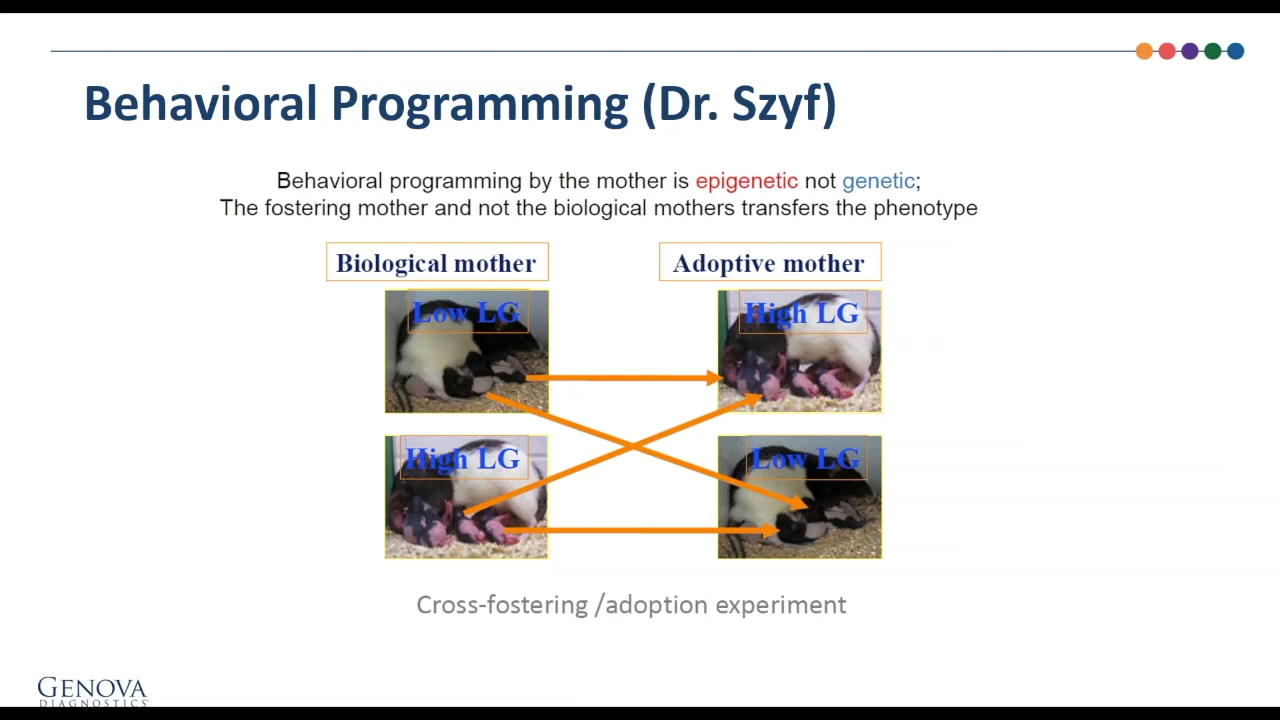 Behavioral Programming (Dr. Szyf)
Behavioral programming by the mother is epigenetic not genetic;
The fostering mother and not the biological mothers transfers the phenotype
Biological mother
Adoptive mother
Low LG
High LG
High LG
Low LG
Cross-fostering /adoption experiment
GENOVA
DIAGNOSTICS